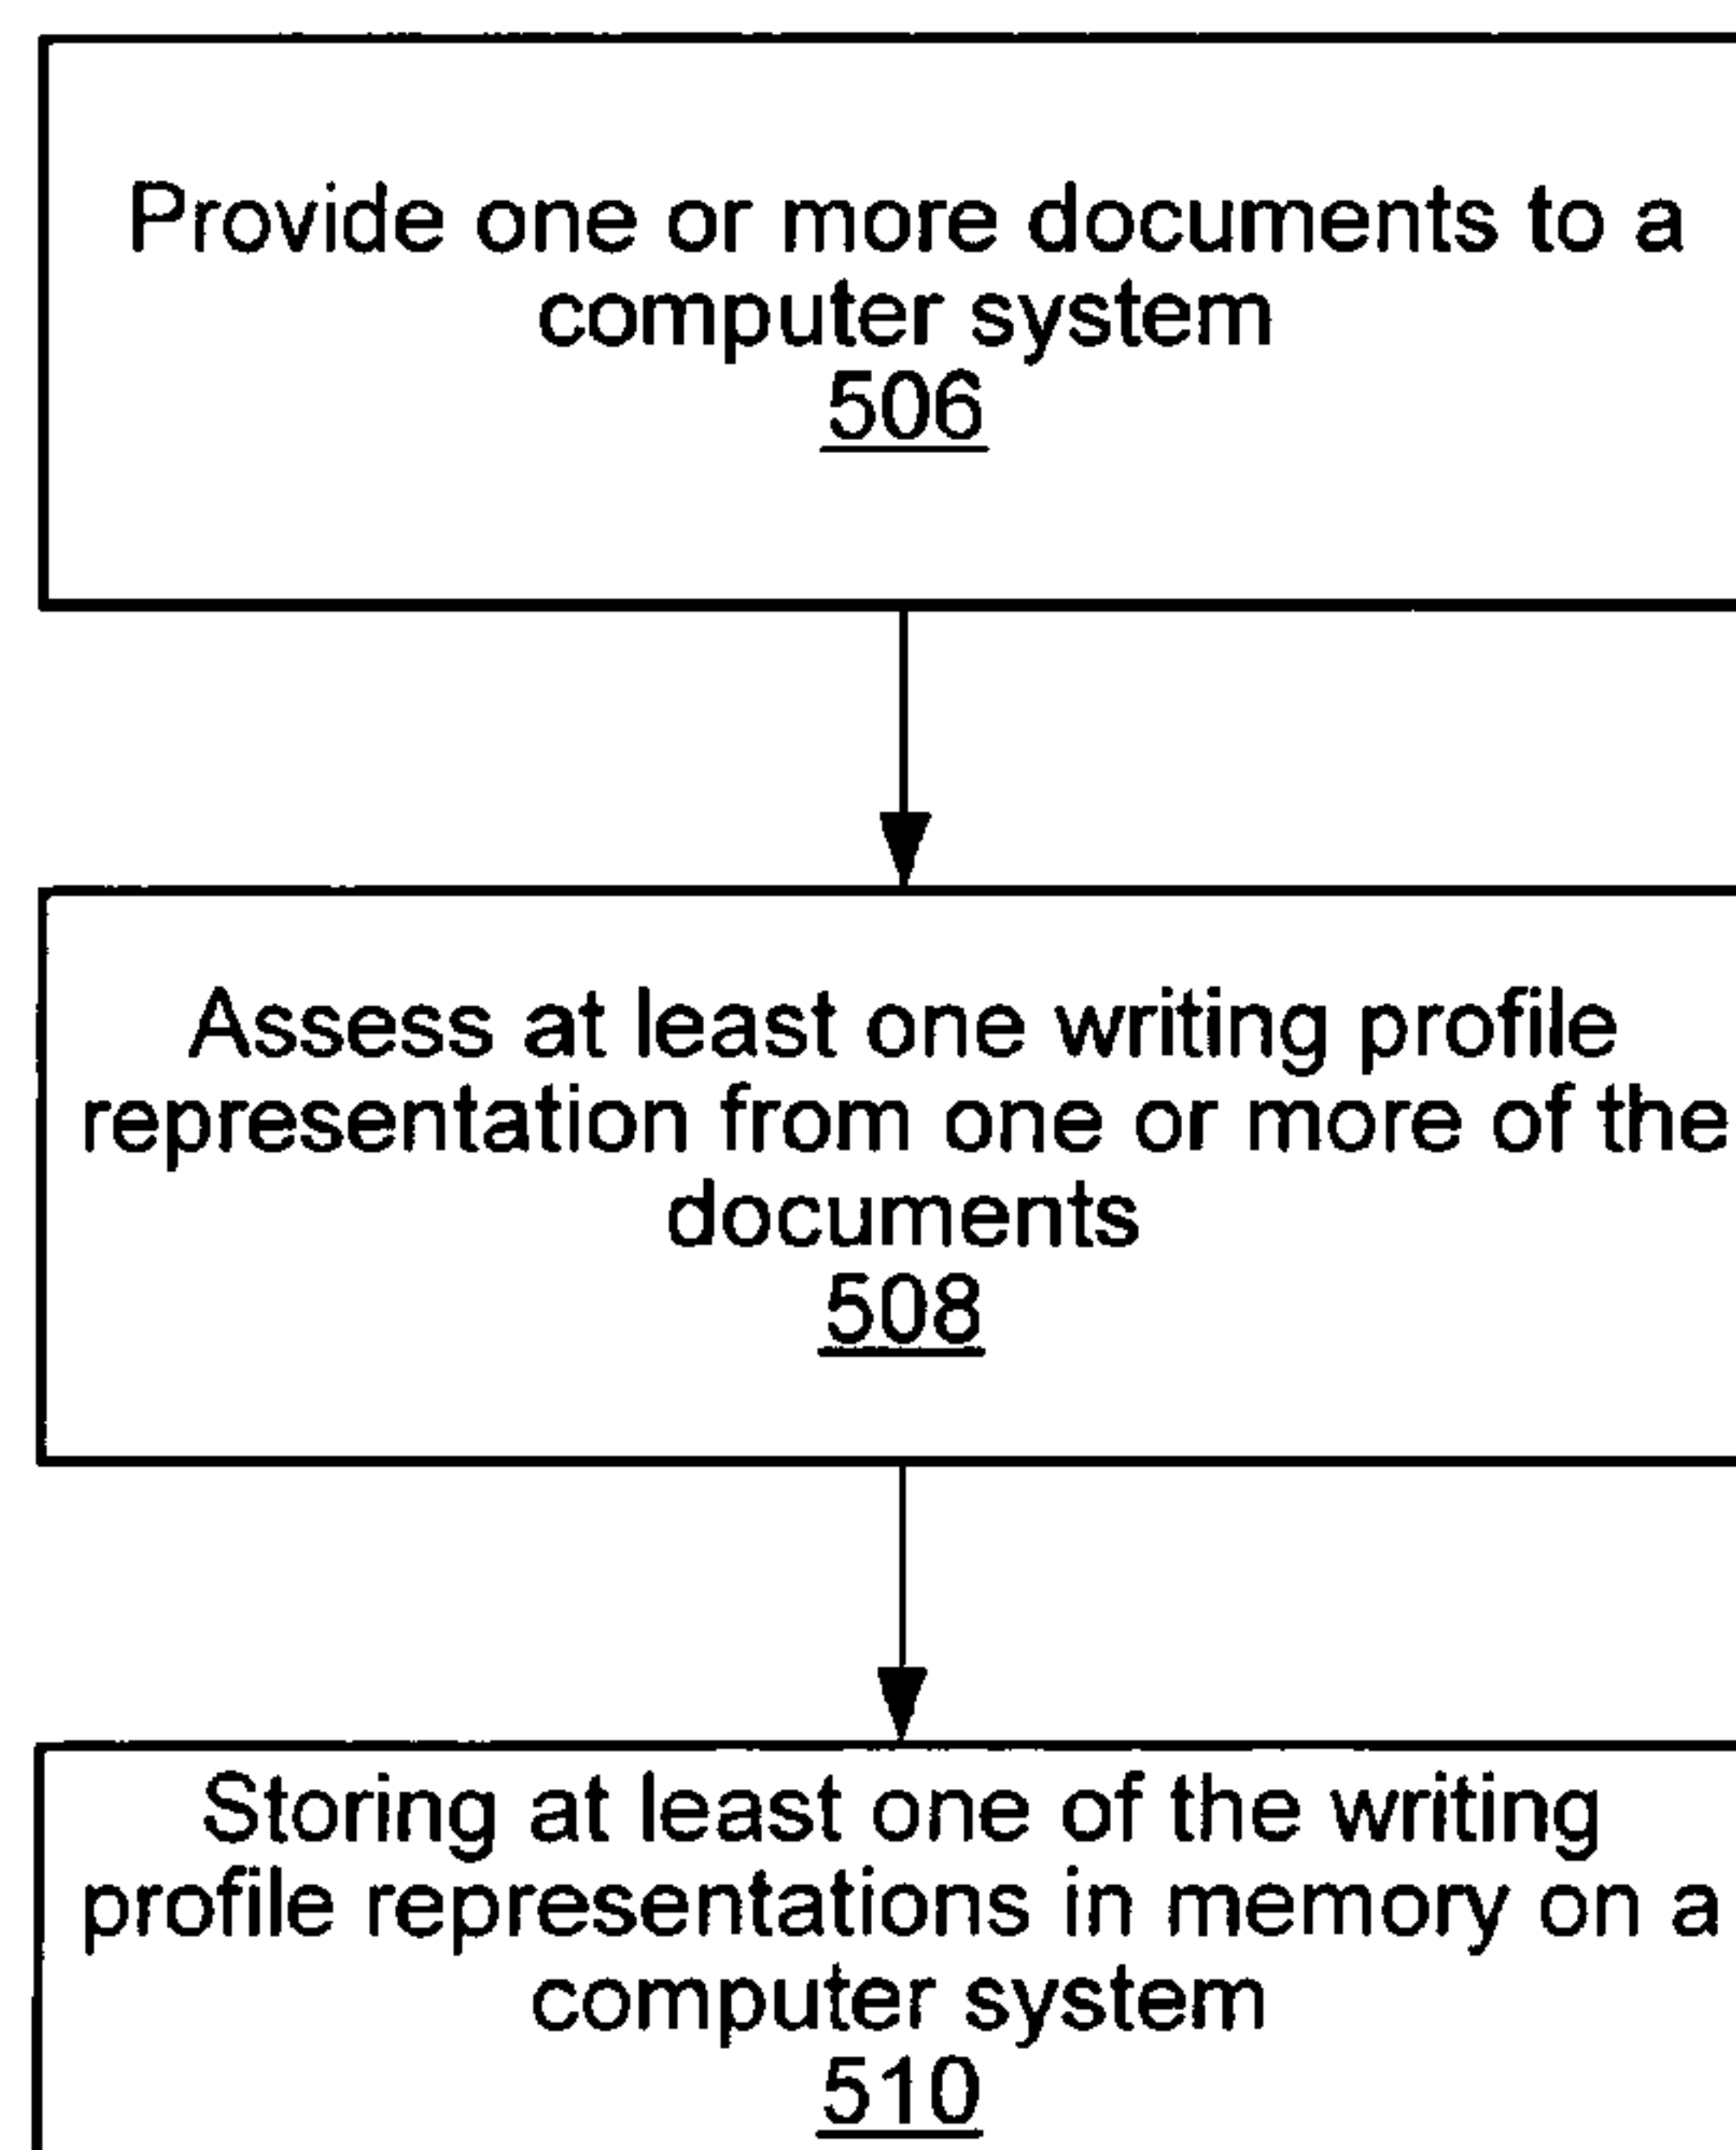 Provide one or more documents to a
computer system
506
Assess at least one writing profile
representation from one or more of the
documents
508
Storing at least one of the writing
profile representations in memory on a
computer system
510